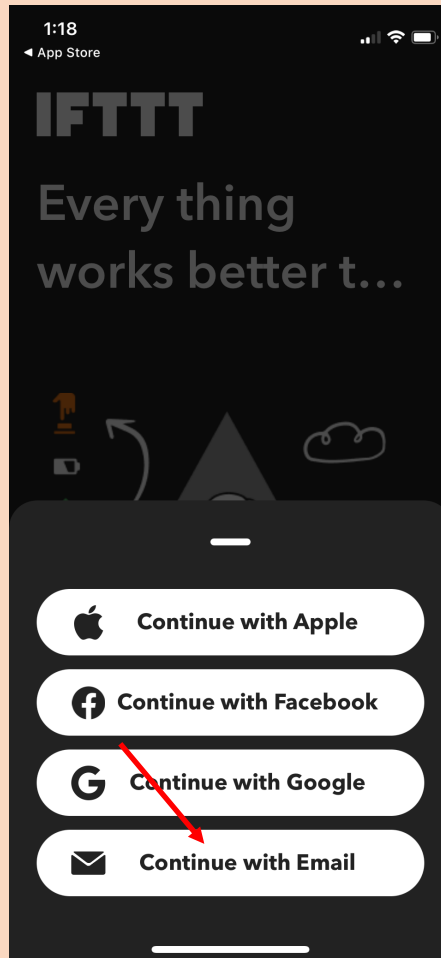 1:18
◀ App Store
IFTTT
Every thing
works better t…
Continue with Apple
Continue with Facebook
Continue with Google
Continue with Email